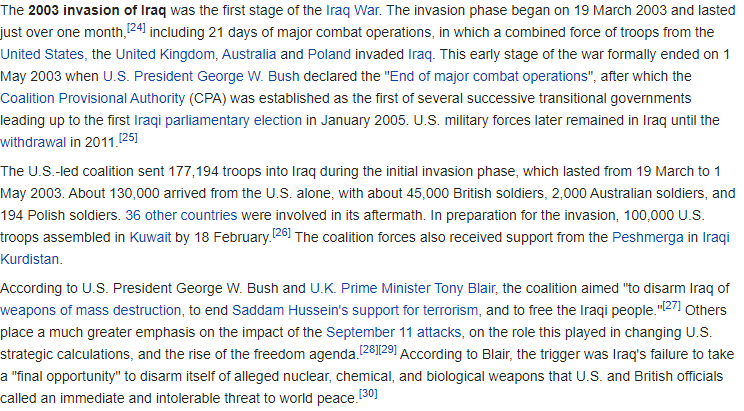 The 2003 invasion of Iraq was the first stage of the Iraq War. The invasion phase began on 19 March 2003 and lasted
just over one month,[24] including 21 days of major combat operations, in which a combined force of troops from the
United States, the United Kingdom, Australia and Poland invaded Iraq. This early stage of the war formally ended on 1
May 2003 when U.S. President George W. Bush declared the "End of major combat operations", after which the
Coalition Provisional Authority (CPA) was established as the first of several successive transitional governments
leading up to the first Iraqi parliamentary election in January 2005. U.S. military forces later remained in Iraq until the
withdrawal in 2011.[25]
The U.S.-led coalition sent 177,194 troops into Iraq during the initial invasion phase, which lasted from 19 March to 1
May 2003. About 130,000 arrived from the U.S. alone, with about 45,000 British soldiers, 2,000 Australian soldiers, and
194 Polish soldiers. 36 other countries were involved in its aftermath. In preparation for the invasion, 100,000 U.S.
troops assembled in Kuwait by 18 February.[26] The coalition forces also received support from the Peshmerga in Iraqi
Kurdistan.
According to U.S. President George W. Bush and U.K. Prime Minister Tony Blair, the coalition aimed "to disarm Iraq of
weapons of mass destruction, to end Saddam Hussein's support for terrorism, and to free the Iraqi people."[27] Others
place a much greater emphasis on the impact of the September 11 attacks, on the role this played in changing U.S.
strategic calculations, and the rise of the freedom agenda.[28][29] According to Blair, the trigger was Iraq's failure to take
a "final opportunity" to disarm itself of alleged nuclear, chemical, and biological weapons that U.S. and British officials
called an immediate and intolerable threat to world peace.[30]